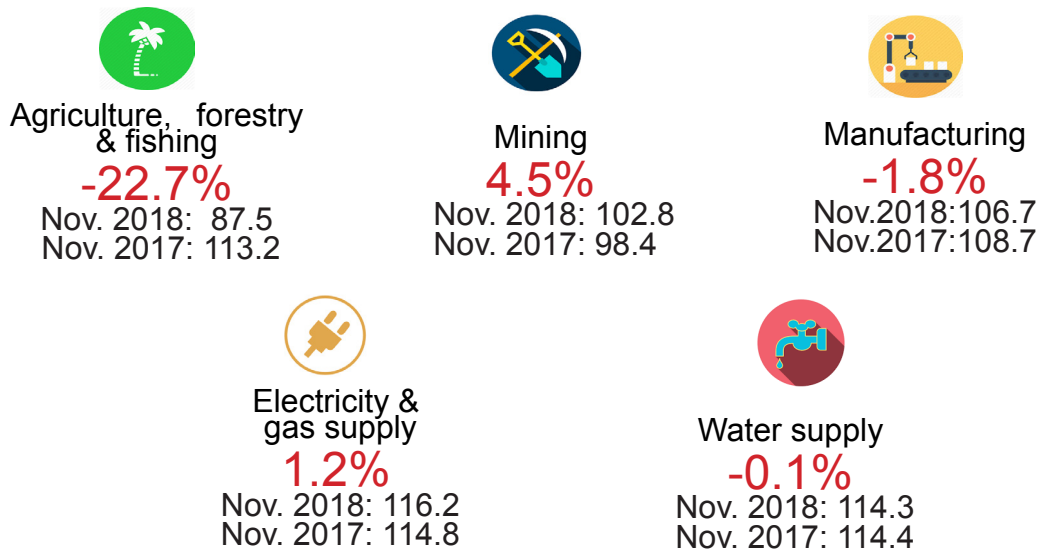 Agriculture, forestry
& fishing
-22.7%
Nov. 2018: 87.5
Nov. 2017: 113.2
Mining
4.5%
Nov. 2018: 102.8
Nov. 2017: 98.4
Manufacturing
-1.8%
Nov.2018:106.7
Nov.2017:108.7
Electricity &
gas supply
1.2%
Nov. 2018: 116.2
Nov. 2017: 114.8
Water supply
-0.1%
Nov. 2018: 114.3
Nov. 2017: 114.4